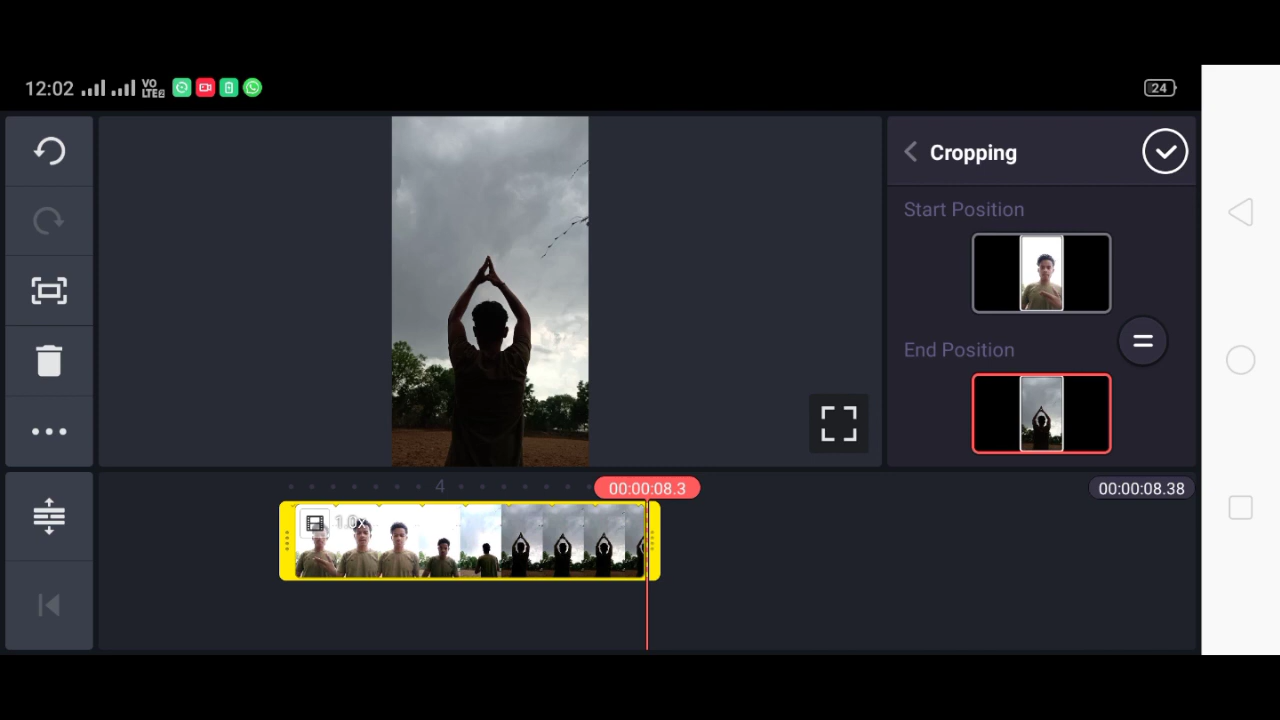 12:02 VO LTE2 24
Cropping
Start Position
End Position
4 00:00:08.3 00:00:08.38
1.0x